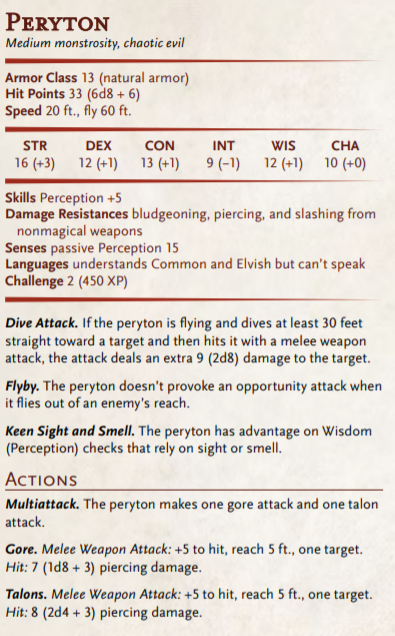 PERYTON
Medium monstrosity, chaotic evil
Armor Class 13 (natural armor)
Hit Points 33 (6d8 + 6)
Speed 20 ft., fly 60 ft.
STR DEX CON INT WIS CHA
16 (+3) 12 (+1) 13 (+1) 9 (−1) 12 (+1) 10 (+0)
Skills Perception +5
Damage Resistances bludgeoning, piercing, and slashing from
nonmagical weapons
Senses passive Perception 15
Languages understands Common and Elvish but can't speak
Challenge 2 (450 XP)
Dive Attack. If the peryton is flying and dives at least 30 feet
straight toward a target and then hits it with a melee weapon
attack, the attack deals an extra 9 (2d8) damage to the target.
Flyby. The peryton doesn't provoke an opportunity attack when
it flies out of an enemy's reach.
Keen Sight and Smell. The peryton has advantage on Wisdom
(Perception) checks that rely on sight or smell.
ACTIONS
Multiattack. The peryton makes one gore attack and one talon
attack.
Gore. Melee Weapon Attack: +5 to hit, reach 5 ft., one target.
Hit: 7 (1d8 + 3) piercing damage.
Talons. Melee Weapon Attack: +5 to hit, reach 5 ft., one target.
Hit: 8 (2d4 + 3) piercing damage.